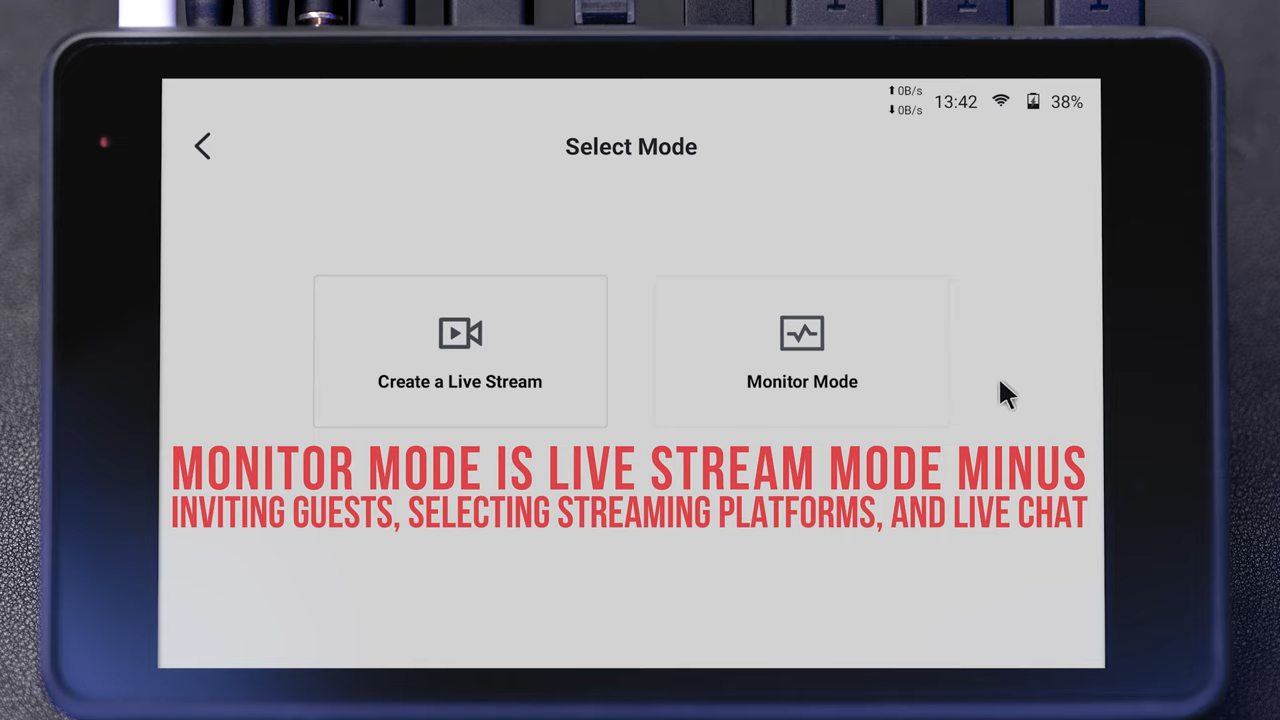 0B/s
0B/s
13:42
38%
Select Mode
Create a Live Stream
Monitor Mode
MONITOR MODE IS LIVE STREAM MODE MINUS
INVITING GUESTS, SELECTING STREAMING PLATFORMS, AND LIVE CHAT